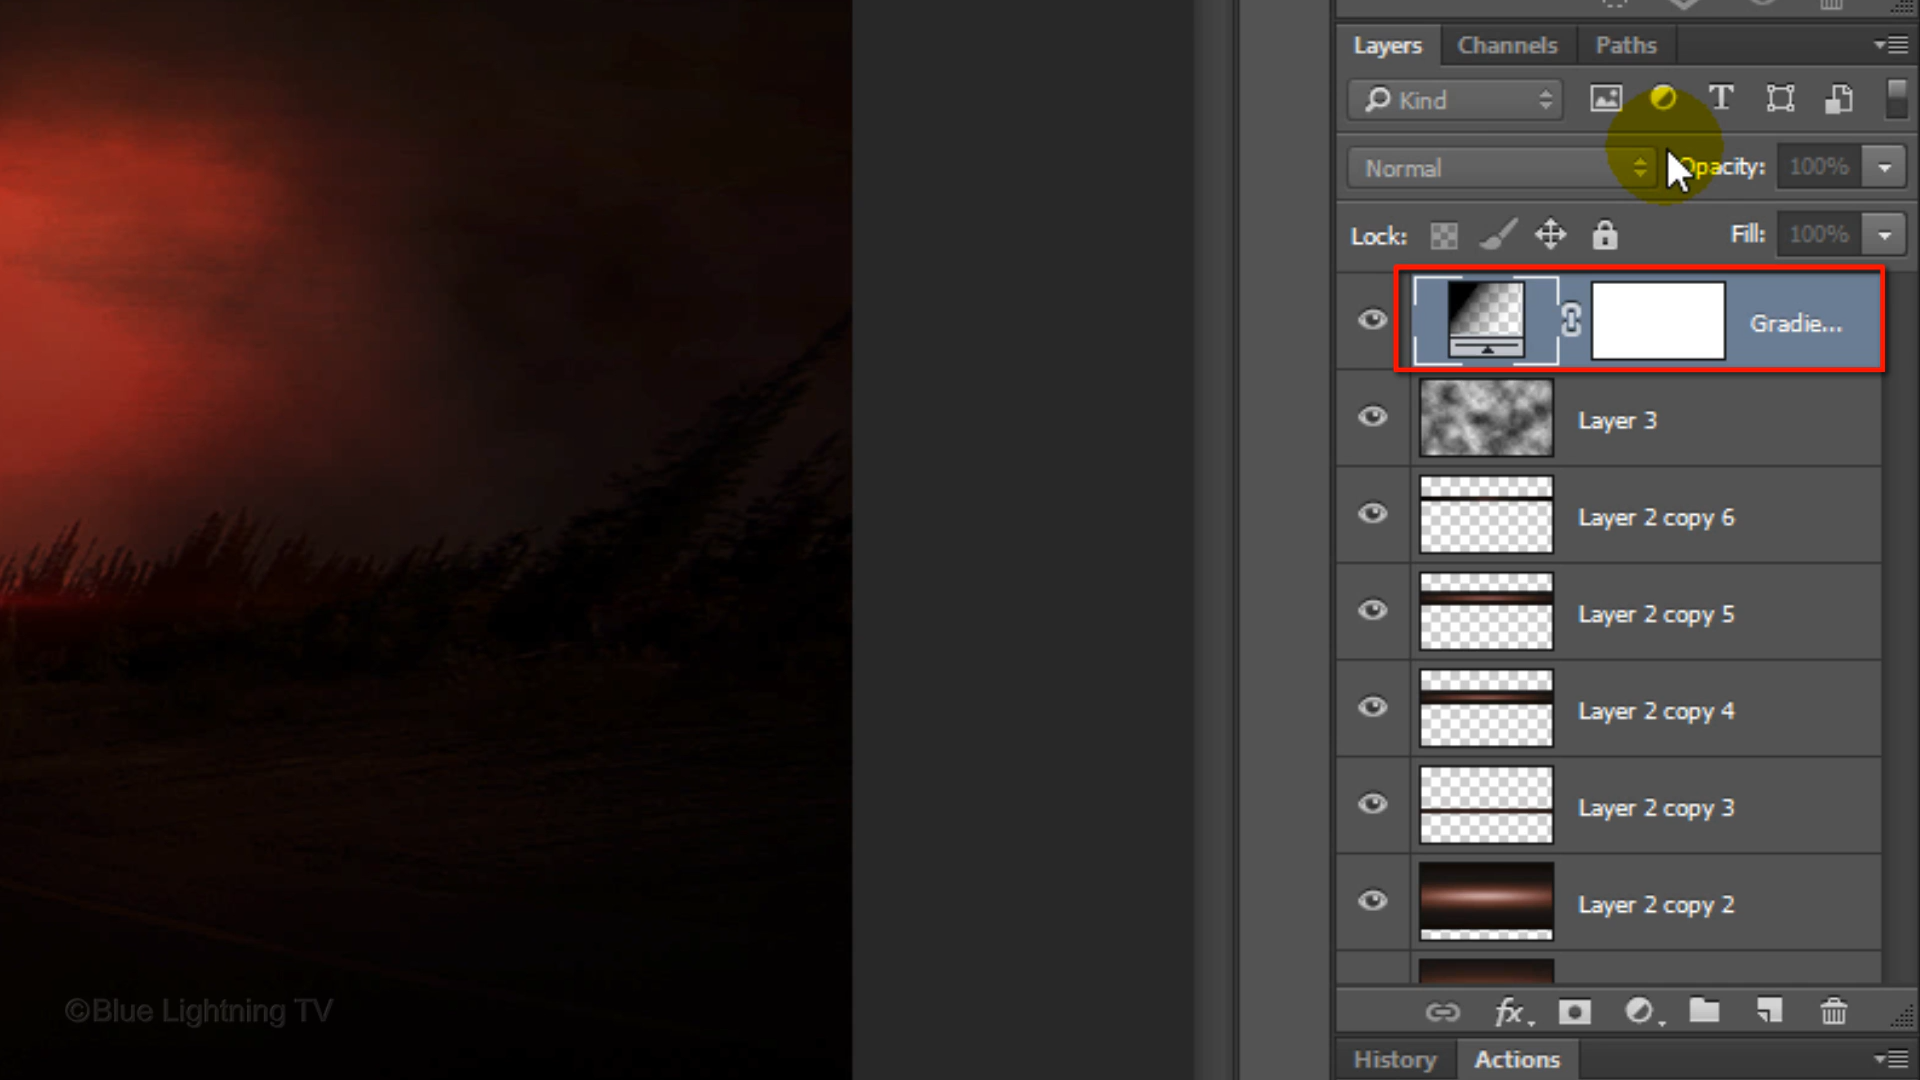 Layers Channels Paths
Kind
Normal Opacity: 100%
Lock: Fill: 100%
Gradie...
Layer 3
Layer 2 copy 6
Layer 2 copy 5
Layer 2 copy 4
Layer 2 copy 3
Layer 2 copy 2
fx
©Blue Lightning TV
History Actions